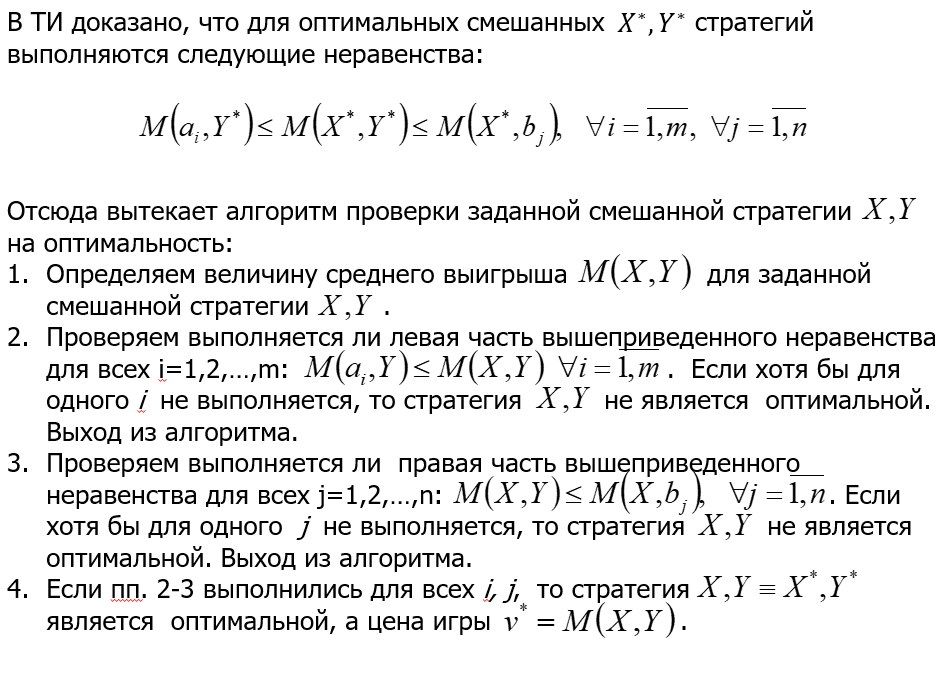 В ТИ доказано, что для оптимальных смешанных X*,Y* стратегий
выполняются следующие неравенства:
M(aᵢ,Y*)≤ M(X*,Y*)≤ M(X*,bⱼ), ∀i = 1̅,̅m̅, ∀j = 1̅,̅n̅
Отсюда вытекает алгоритм проверки заданной смешанной стратегии X,Y
на оптимальность:
1. Определяем величину среднего выигрыша M(X,Y) для заданной
смешанной стратегии X,Y .
2. Проверяем выполняется ли левая часть вышеприведенного неравенства
для всех i=1,2,…,m: M(aᵢ,Y)≤ M(X,Y) ∀i = 1̅,̅m̅ . Если хотя бы для
одного i не выполняется, то стратегия X,Y не является оптимальной.
Выход из алгоритма.
3. Проверяем выполняется ли правая часть вышеприведенного
неравенства для всех j=1,2,…,n: M(X,Y)≤ M(X,bⱼ), ∀j = 1̅,̅n̅. Если
хотя бы для одного j не выполняется, то стратегия X,Y не является
оптимальной. Выход из алгоритма.
4. Если пп. 2-3 выполнились для всех i, j, то стратегия X,Y ≡ X*,Y*
является оптимальной, а цена игры v* = M(X,Y).